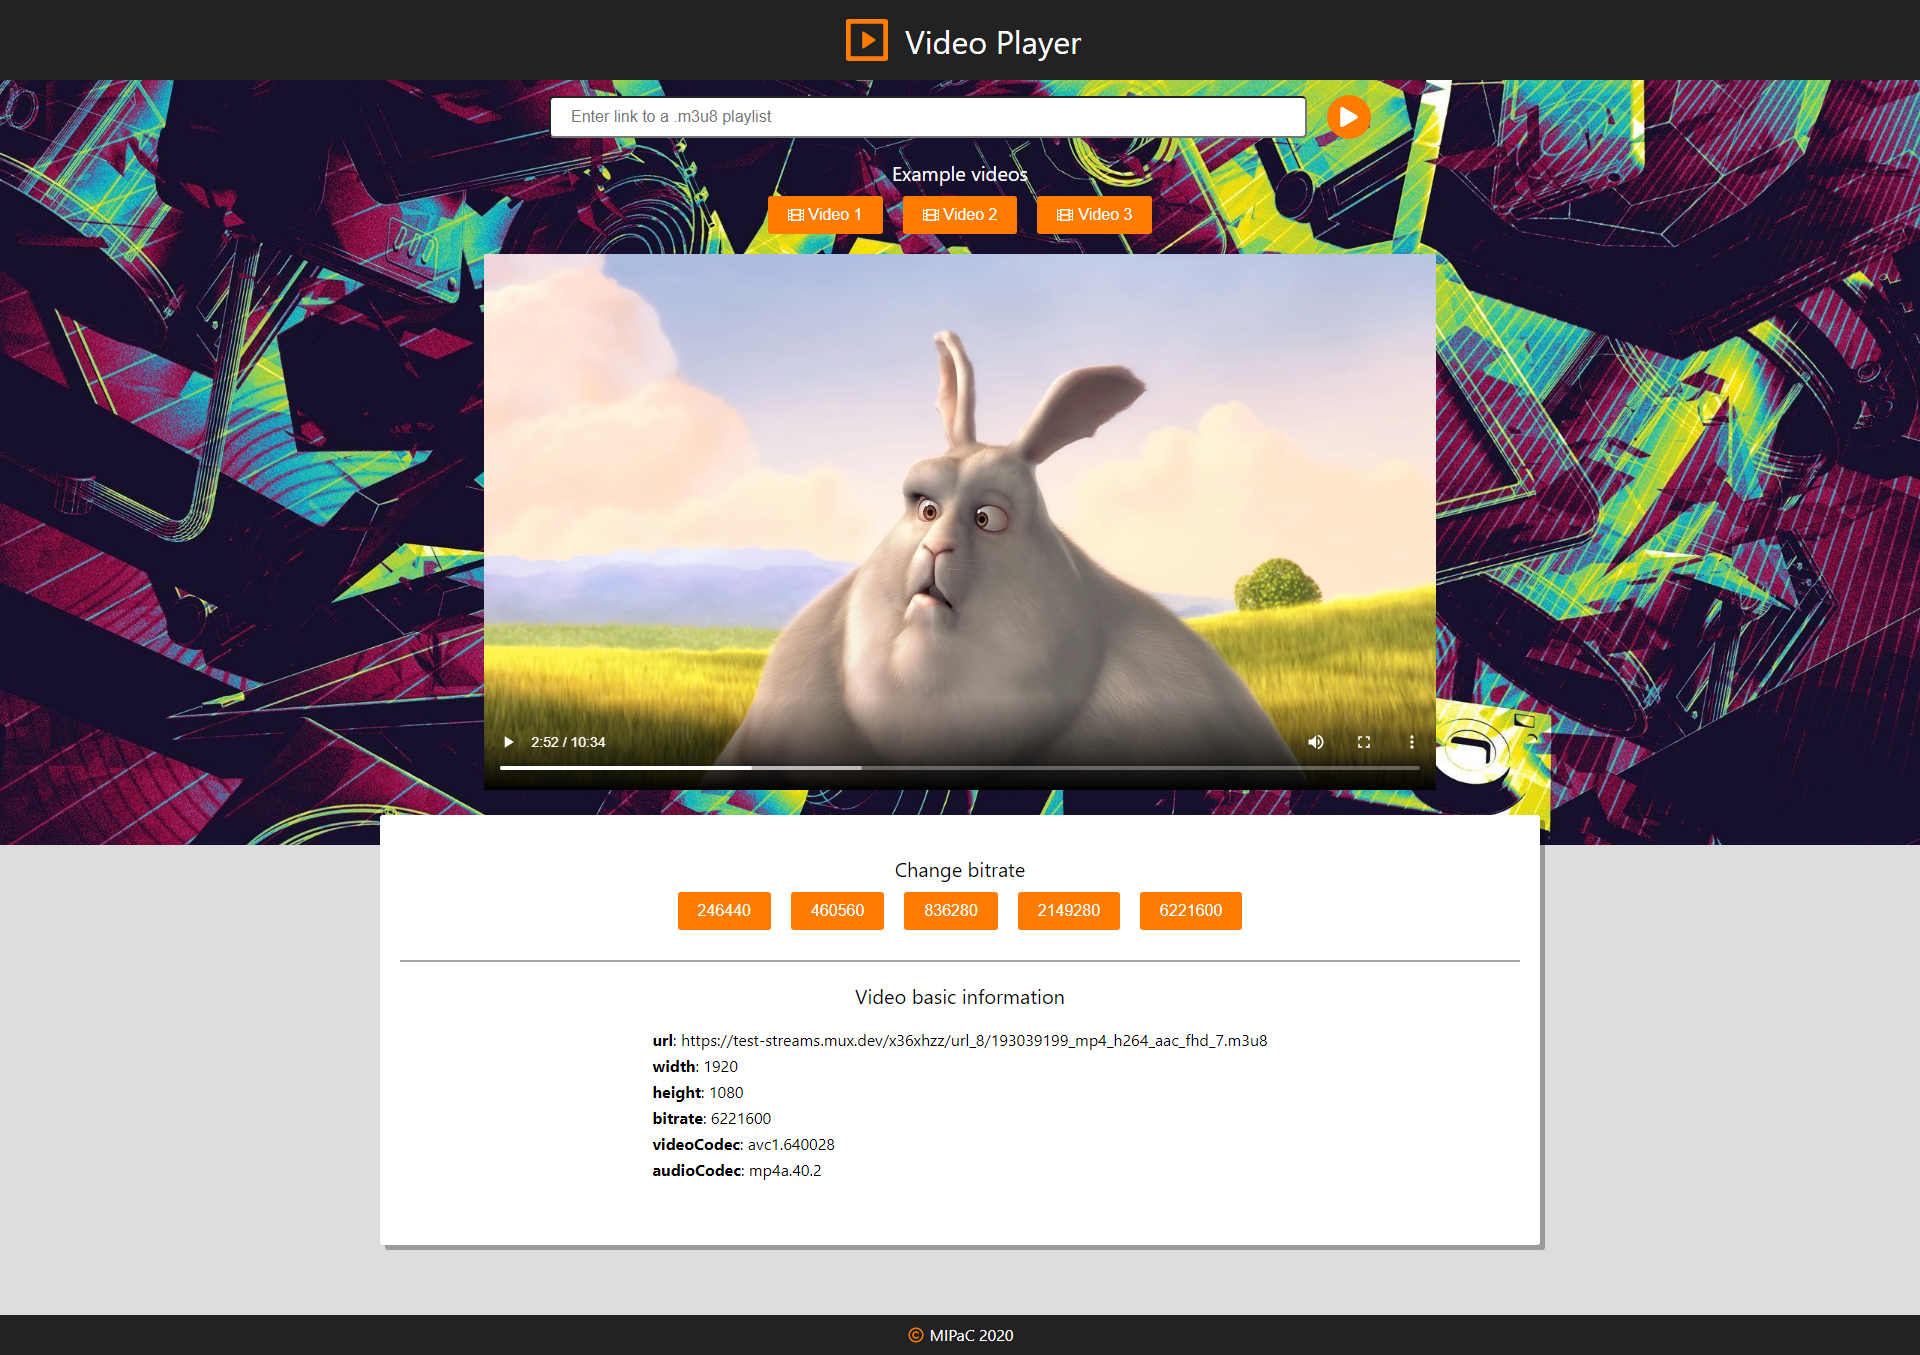 Video Player
Enter link to a .m3u8 playlist
Example videos
Video 1
Video 2
Video 3
2:52 / 10:34
Change bitrate
246440
460560
836280
2149280
6221600
Video basic information
url: https://test-streams.mux.dev/x36xhzz/url_8/193039199_mp4_h264_aac_fhd_7.m3u8
width: 1920
height: 1080
bitrate: 6221600
videoCodec: avc1.640028
audioCodec: mp4a.40.2
© MIPaC 2020